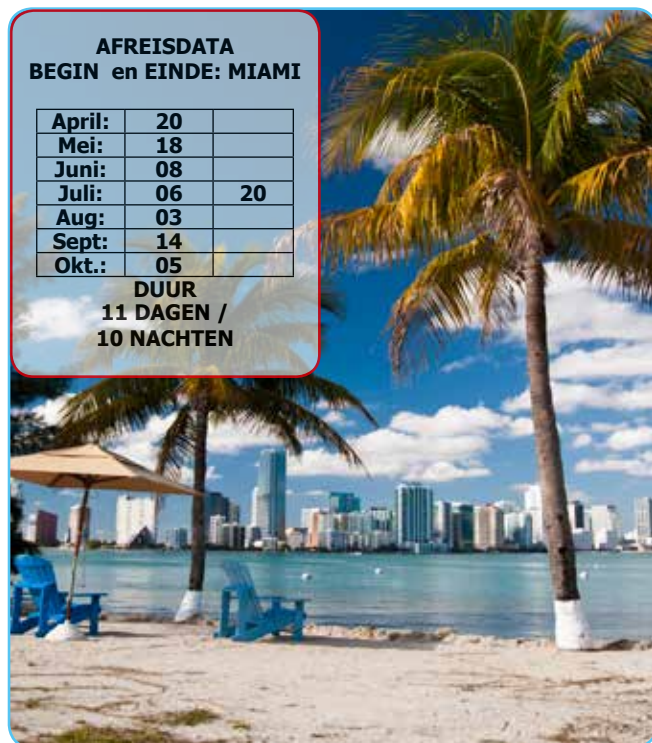 AFREISDATA
BEGIN en EINDE: MIAMI
April: 20
Mei: 18
Juni: 08
Juli: 06 20
Aug: 03
Sept: 14
Okt.: 05
DUUR
11 DAGEN /
10 NACHTEN